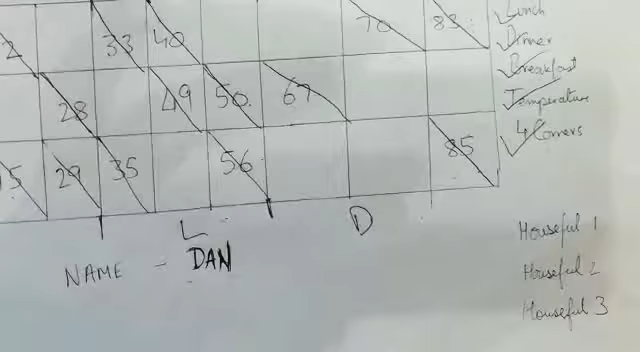 2 33 40 70 83
28 49 50 67
5 29 35 56 85
Lunch
Dinner
Breakfast
Temperature
4 Corners
L D
NAME - DAN
Houseful 1
Houseful 2
Houseful 3